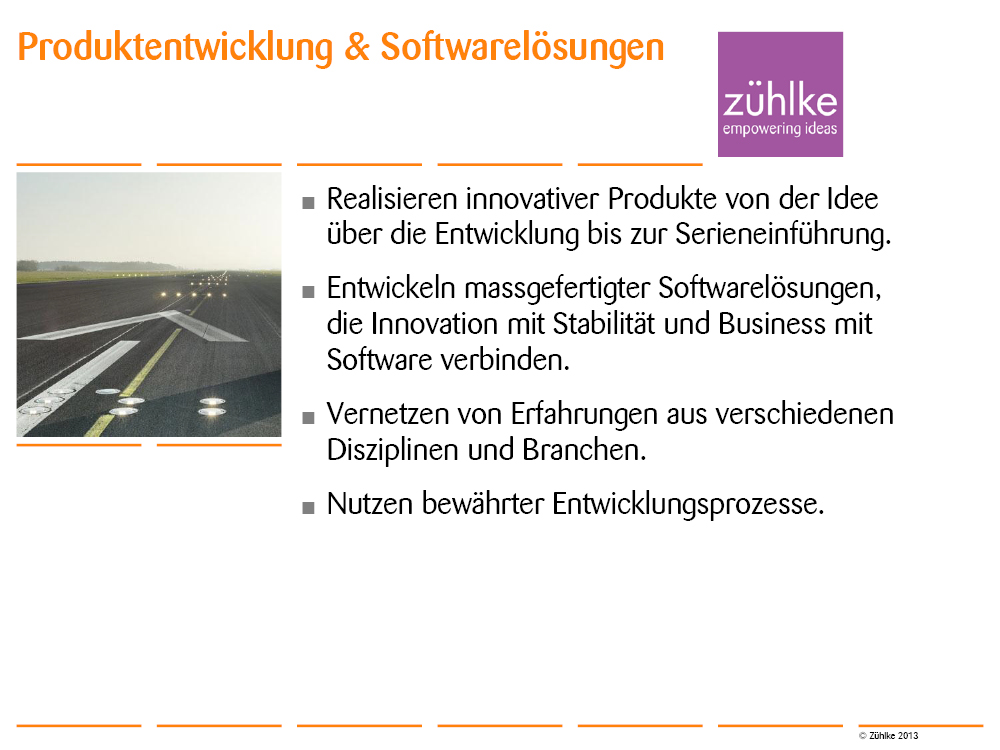 Produktentwicklung & Softwarelösungen
zühlke
empowering ideas
Realisieren innovativer Produkte von der Idee
über die Entwicklung bis zur Serieneinführung.
Entwickeln massgefertigter Softwarelösungen,
die Innovation mit Stabilität und Business mit
Software verbinden.
Vernetzen von Erfahrungen aus verschiedenen
Disziplinen und Branchen.
Nutzen bewährter Entwicklungsprozesse.
© Zühlke 2013